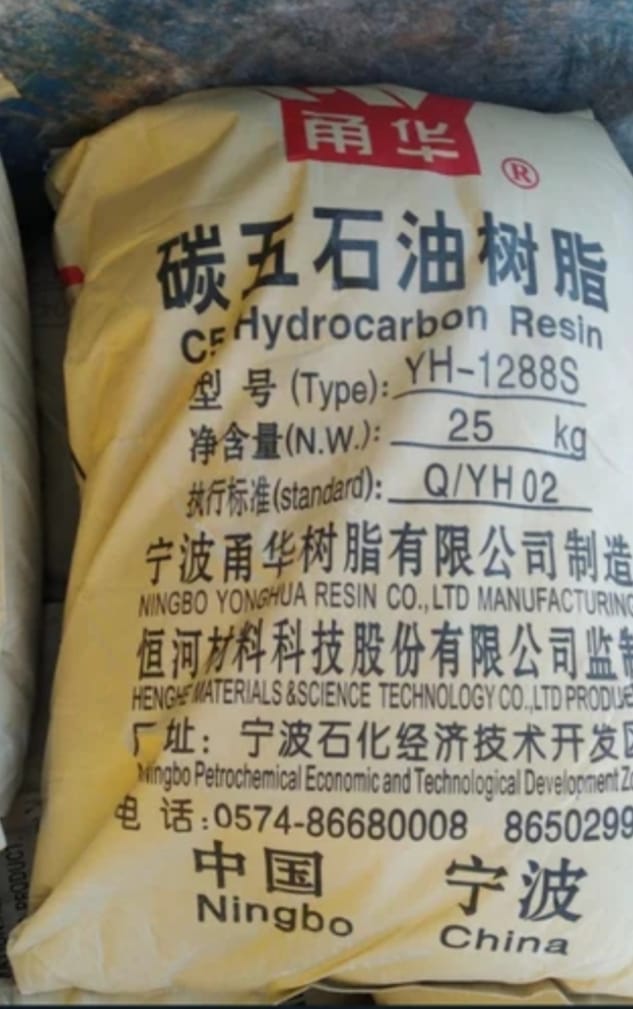 甬华
®
碳五石油树脂
C5 Hydrocarbon Resin
型 号 (Type): YH-1288S
净含量(N.W.): 25 kg
执行标准(standard): Q/YH 02
宁波甬华树脂有限公司制造
NINGBO YONGHUA RESIN CO.,LTD MANUFACTURING
恒河材料科技股份有限公司监制
HENGHE MATERIALS &SCIENCE TECHNOLOGY CO.,LTD
厂址: 宁波石化经济技术开发区
Ningbo Petrochemical Economic and Technological Development
电 话:0574-86680008 8650299
中国 宁波
Ningbo China